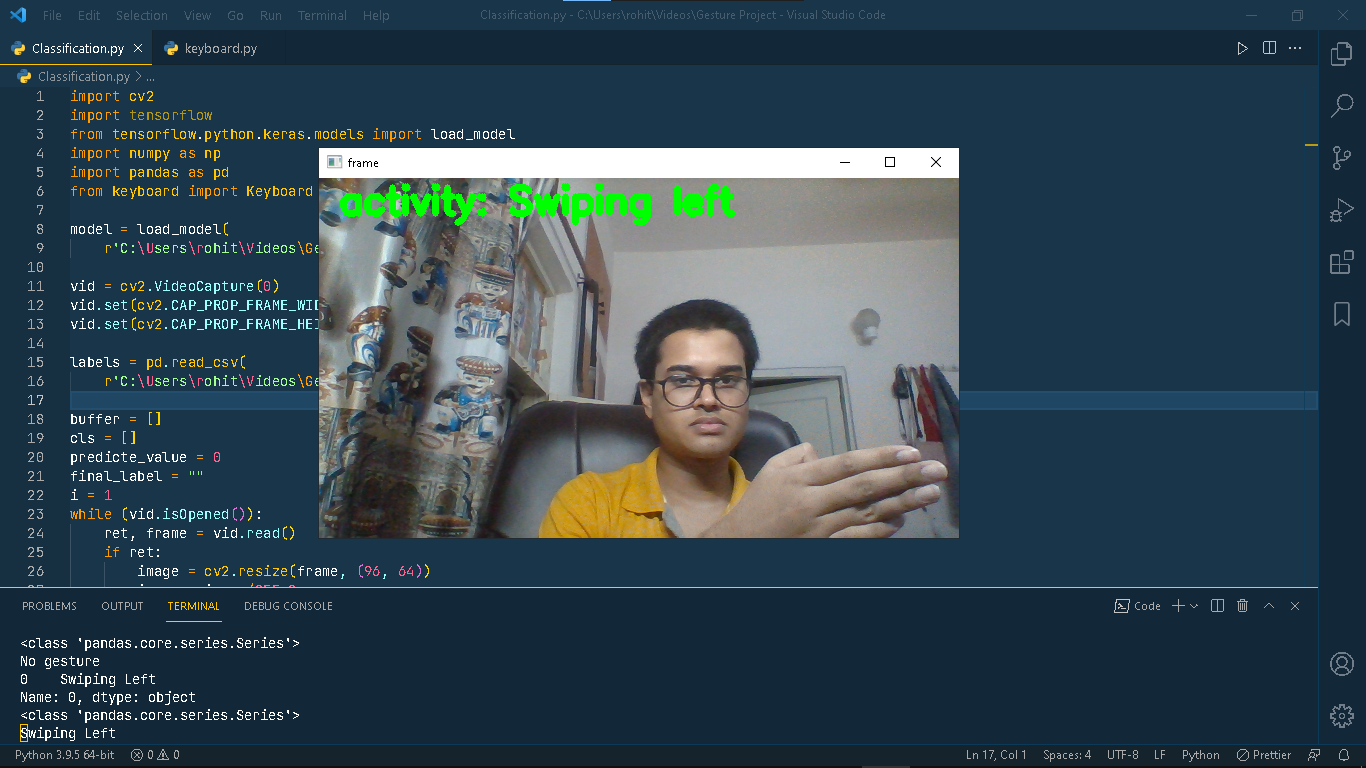 File Edit Selection View Go Run Terminal Help Classification.py - C:\Users\rohit\Videos\Gesture Project - Visual Studio Code
Classification.py keyboard.py
Classification.py > ...
1 import cv2
2 import tensorflow
3 from tensorflow.python.keras.models import load_model
4 import numpy as np
5 import pandas as pd
6 from keyboard import Keyboard
7
8 model = load_model(
9 r'C:\Users\rohit\Videos\Ge
10
11 vid = cv2.VideoCapture(0)
12 vid.set(cv2.CAP_PROP_FRAME_WID
13 vid.set(cv2.CAP_PROP_FRAME_HEI
14
15 labels = pd.read_csv(
16 r'C:\Users\rohit\Videos\Ge
17
18 buffer = []
19 cls = []
20 predicte_value = 0
21 final_label = ""
22 i = 1
23 while (vid.isOpened()):
24 ret, frame = vid.read()
25 if ret:
26 image = cv2.resize(frame, (96, 64))
frame
activity: Swiping left
PROBLEMS OUTPUT TERMINAL DEBUG CONSOLE Code
<class 'pandas.core.series.Series'>
No gesture
0 Swiping Left
Name: 0, dtype: object
<class 'pandas.core.series.Series'>
Swiping Left
Python 3.9.5 64-bit 0 0 Ln 17, Col 1 Spaces: 4 UTF-8 LF Python Prettier